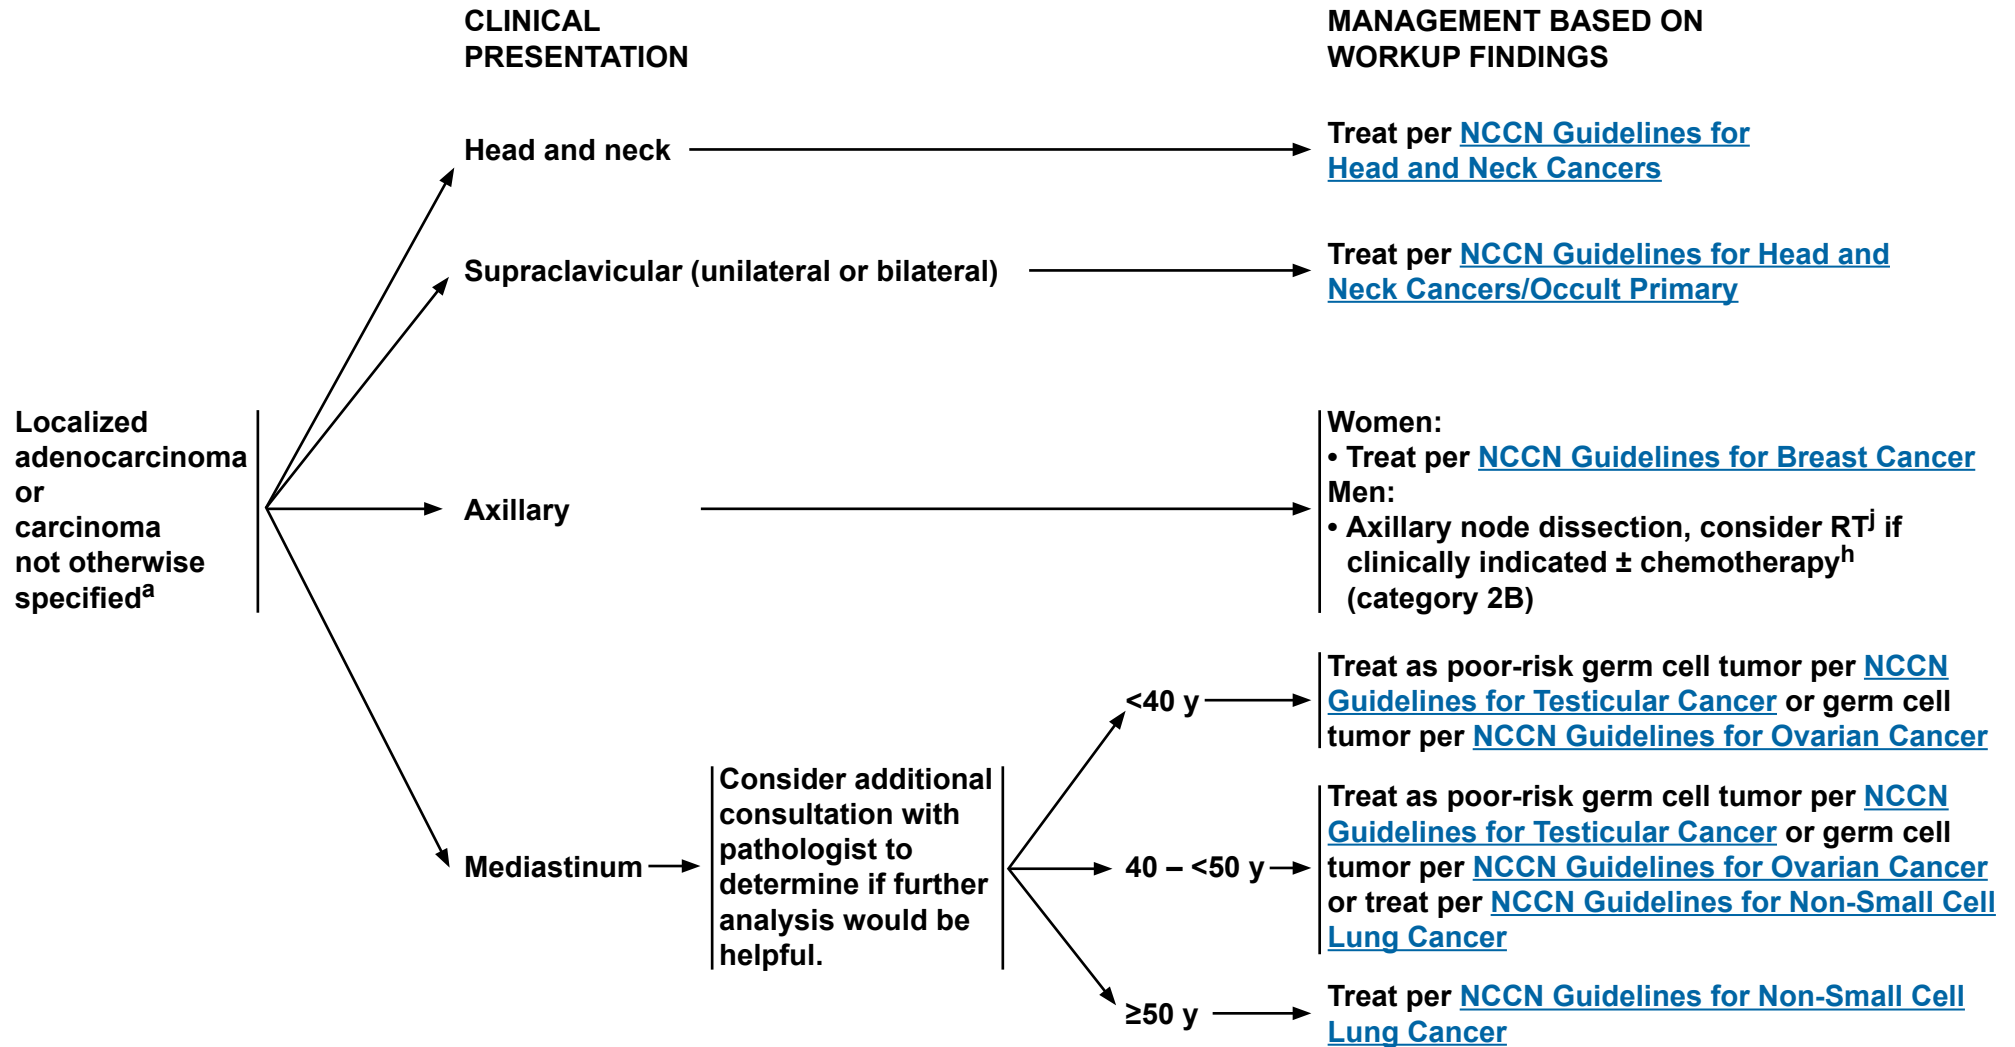 CLINICAL
PRESENTATION
MANAGEMENT BASED ON
WORKUP FINDINGS
Localized
adenocarcinoma
or
carcinoma
not otherwise
specifiedᵃ
Head and neck
Treat per NCCN Guidelines for
Head and Neck Cancers
Supraclavicular (unilateral or bilateral)
Treat per NCCN Guidelines for Head and
Neck Cancers/Occult Primary
Axillary
Women:
• Treat per NCCN Guidelines for Breast Cancer
Men:
• Axillary node dissection, consider RTʲ if
clinically indicated ± chemotherapyʰ
(category 2B)
Mediastinum
Consider additional
consultation with
pathologist to
determine if further
analysis would be
helpful.
<40 y
Treat as poor-risk germ cell tumor per NCCN
Guidelines for Testicular Cancer or germ cell
tumor per NCCN Guidelines for Ovarian Cancer
40 – <50 y
Treat as poor-risk germ cell tumor per NCCN
Guidelines for Testicular Cancer or germ cell
tumor per NCCN Guidelines for Ovarian Cancer
or treat per NCCN Guidelines for Non-Small Cell
Lung Cancer
≥50 y
Treat per NCCN Guidelines for Non-Small Cell
Lung Cancer